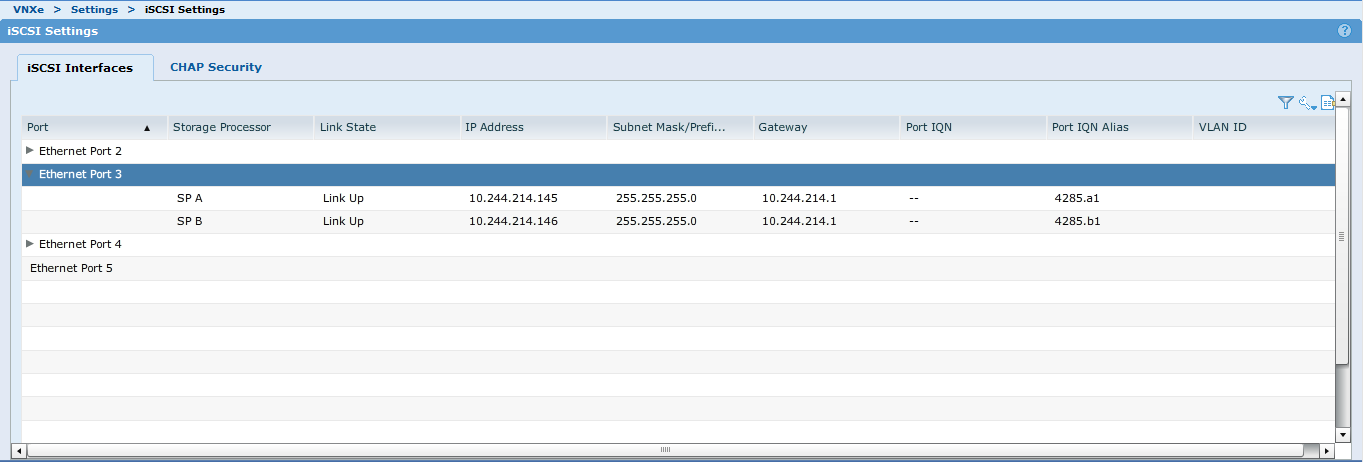 VNXe > Settings > iSCSI Settings
iSCSI Settings ?
iSCSI Interfaces CHAP Security
Port ▲ Storage Processor Link State IP Address Subnet Mask/Prefi... Gateway Port IQN Port IQN Alias VLAN ID
Ethernet Port 2
Ethernet Port 3
SP A Link Up 10.244.214.145 255.255.255.0 10.244.214.1 -- 4285.a1
SP B Link Up 10.244.214.146 255.255.255.0 10.244.214.1 -- 4285.b1
Ethernet Port 4
Ethernet Port 5